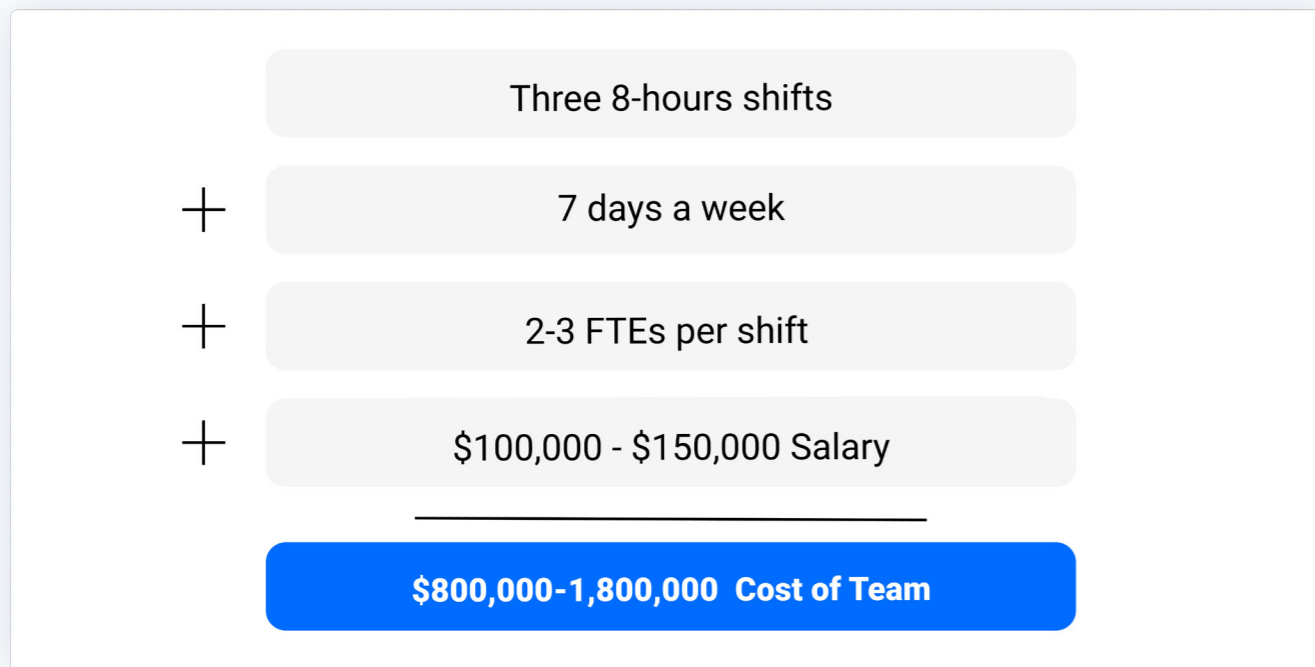 Three 8-hours shifts
+ 7 days a week
+ 2-3 FTEs per shift
+ $100,000 - $150,000 Salary
$800,000-1,800,000 Cost of Team